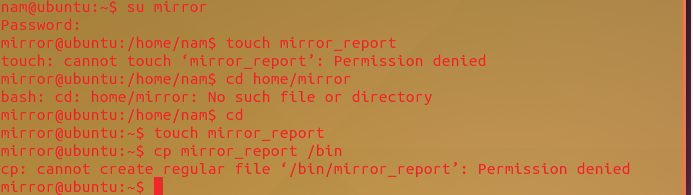 nam@ubuntu:~$ su mirror
Password:
mirror@ubuntu:/home/nam$ touch mirror_report
touch: cannot touch ‘mirror_report’: Permission denied
mirror@ubuntu:/home/nam$ cd home/mirror
bash: cd: home/mirror: No such file or directory
mirror@ubuntu:/home/nam$ cd
mirror@ubuntu:~$ touch mirror_report
mirror@ubuntu:~$ cp mirror_report /bin
cp: cannot create regular file ‘/bin/mirror_report’: Permission denied
mirror@ubuntu:~$